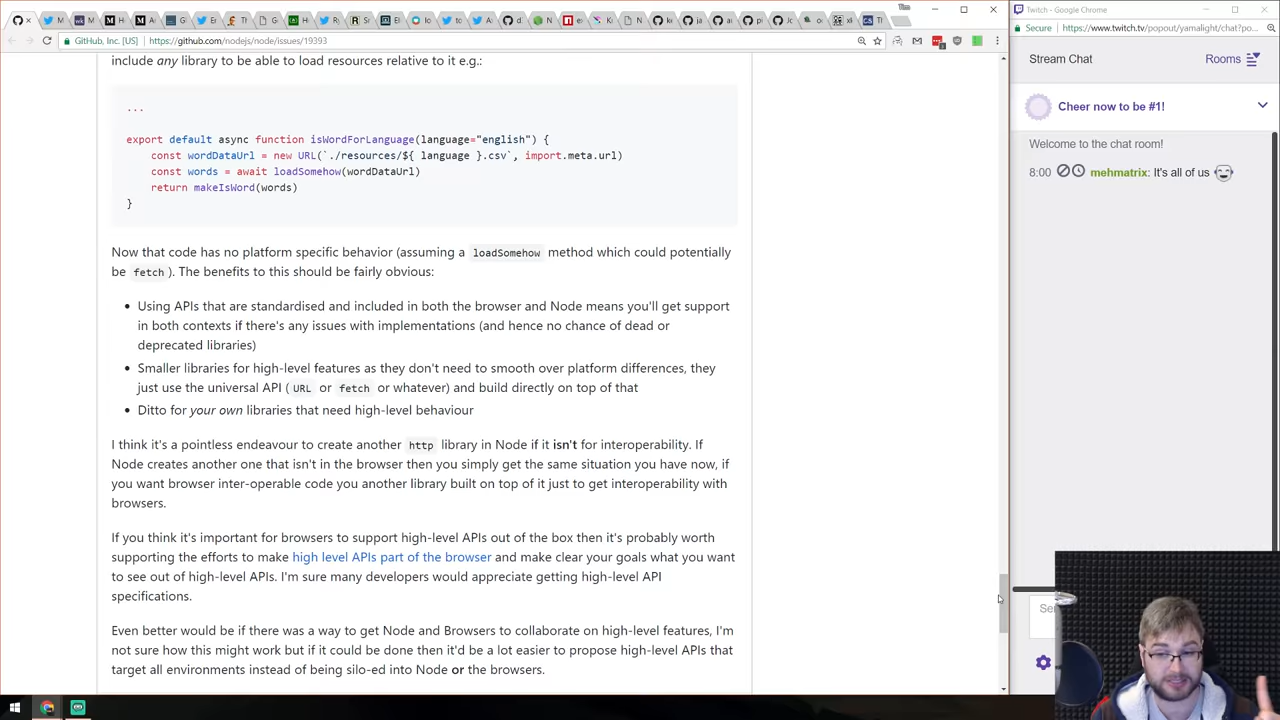 Twitch - Google Chrome
GitHub, Inc. [US]
https://github.com/nodejs/node/issues/19393
Secure
https://www.twitch.tv/popout/yamalight/chat?po...
include any library to be able to load resources relative to it e.g.:
...
export default async function isWordForLanguage(language="english") {
const wordDataUrl = new URL(`./resources/${ language }.csv`, import.meta.url)
const words = await loadSomehow(wordDataUrl)
return makeIsWord(words)
}
Now that code has no platform specific behavior (assuming a loadSomehow method which could potentially
be fetch ). The benefits to this should be fairly obvious:
• Using APIs that are standardised and included in both the browser and Node means you'll get support
in both contexts if there's any issues with implementations (and hence no chance of dead or
deprecated libraries)
• Smaller libraries for high-level features as they don't need to smooth over platform differences, they
just use the universal API ( URL or fetch or whatever) and build directly on top of that
• Ditto for your own libraries that need high-level behaviour
I think it's a pointless endeavour to create another http library in Node if it isn't for interoperability. If
Node creates another one that isn't in the browser then you simply get the same situation you have now, if
you want browser inter-operable code you another library built on top of it just to get interoperability with
browsers.
If you think it's important for browsers to support high-level APIs out of the box then it's probably worth
supporting the efforts to make high level APIs part of the browser and make clear your goals what you want
to see out of high-level APIs. I'm sure many developers would appreciate getting high-level API
specifications.
Even better would be if there was a way to get Node and Browsers to collaborate on high-level features, I'm
not sure how this might work but if it could be done then it'd be a lot easier to propose high-level APIs that
target all environments instead of being silo-ed into Node or the browsers.
Stream Chat
Rooms
Cheer now to be #1!
Welcome to the chat room!
8:00 mehmatrix: It's all of us